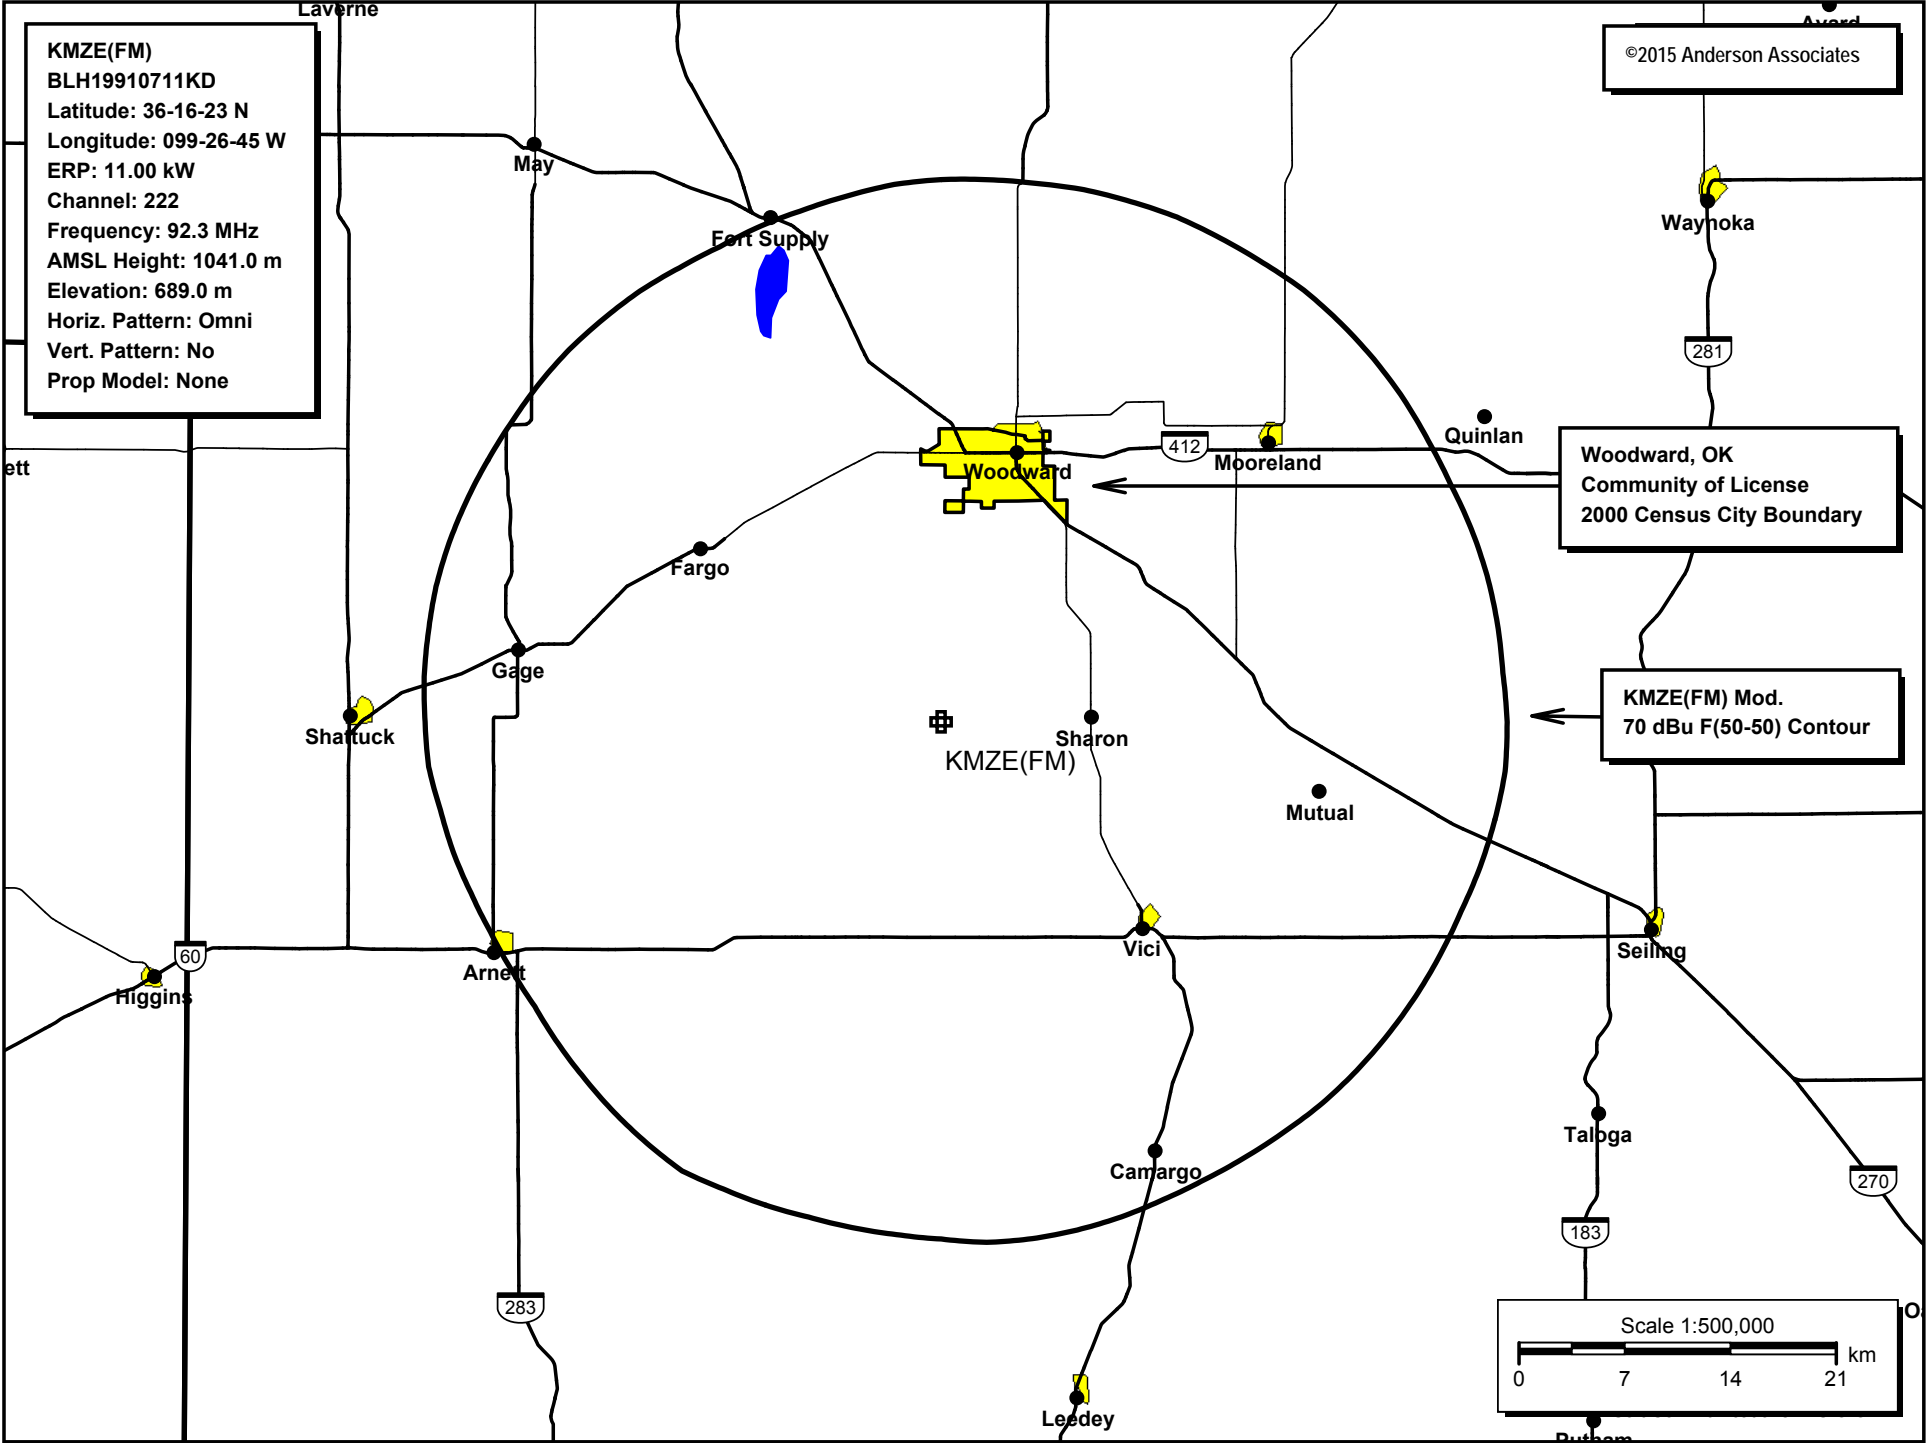 Laverne
KMZE(FM)
BLH19910711KD
Latitude: 36-16-23 N
Longitude: 099-26-45 W
ERP: 11.00 kW
Channel: 222
Frequency: 92.3 MHz
AMSL Height: 1041.0 m
Elevation: 689.0 m
Horiz. Pattern: Omni
Vert. Pattern: No
Prop Model: None
©2015 Anderson Associates
May
Waynoka
Fort Supply
281
Quinlan
412
Mooreland
ett
Woodward
Woodward, OK
Community of License
2000 Census City Boundary
Fargo
Gage
Shattuck
Sharon
KMZE(FM)
KMZE(FM) Mod.
70 dBu F(50-50) Contour
Mutual
Vici
Seiling
60
Arnett
Higgins
Taloga
Camargo
270
183
283
Scale 1:500,000
km
0 7 14 21
Leedey